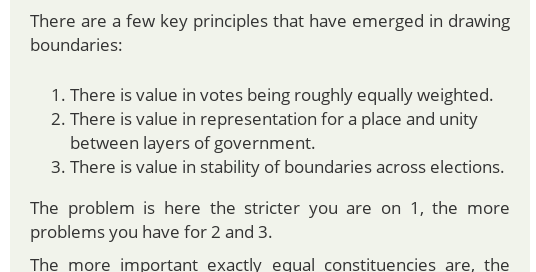 There are a few key principles that have emerged in drawing
boundaries:
1. There is value in votes being roughly equally weighted.
2. There is value in representation for a place and unity
between layers of government.
3. There is value in stability of boundaries across elections.
The problem is here the stricter you are on 1, the more
problems you have for 2 and 3.
The more important exactly equal constituencies are, the